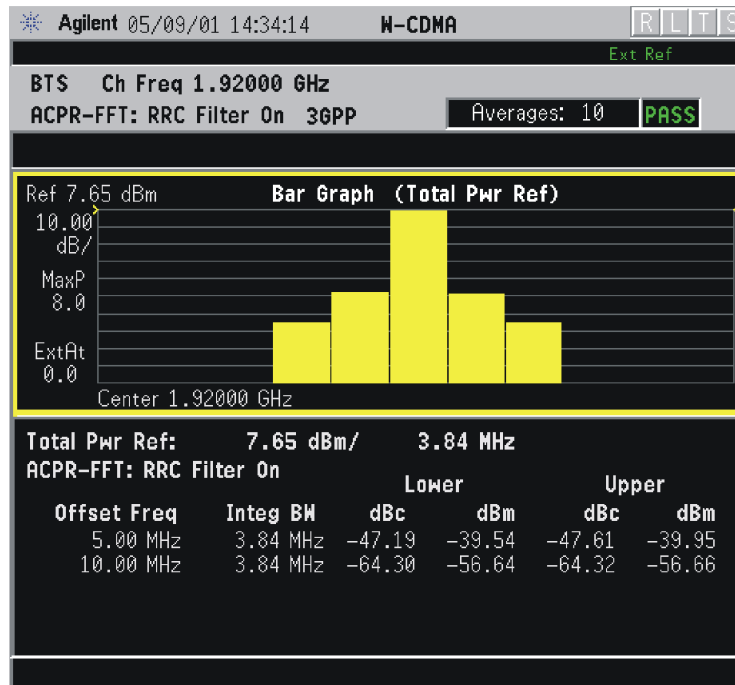 Agilent 05/09/01 14:34:14 W-CDMA R L T S
Ext Ref
BTS Ch Freq 1.92000 GHz
ACPR-FFT: RRC Filter On 3GPP Averages: 10 PASS
Ref 7.65 dBm Bar Graph (Total Pwr Ref)
10.00
dB/
MaxP
8.0
ExtAt
0.0
Center 1.92000 GHz
Total Pwr Ref: 7.65 dBm/ 3.84 MHz
ACPR-FFT: RRC Filter On
Lower Upper
Offset Freq Integ BW dBc dBm dBc dBm
5.00 MHz 3.84 MHz -47.19 -39.54 -47.61 -39.95
10.00 MHz 3.84 MHz -64.30 -56.64 -64.32 -56.66